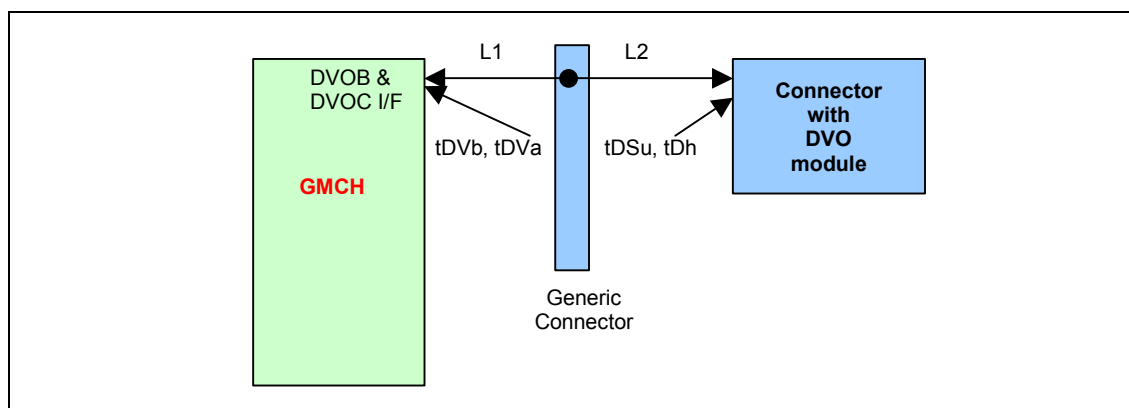 L1
L2
DVOB &
DVOC I/F
Connector
with
DVO
module
tDVb, tDVa
tDSu, tDh
GMCH
Generic
Connector